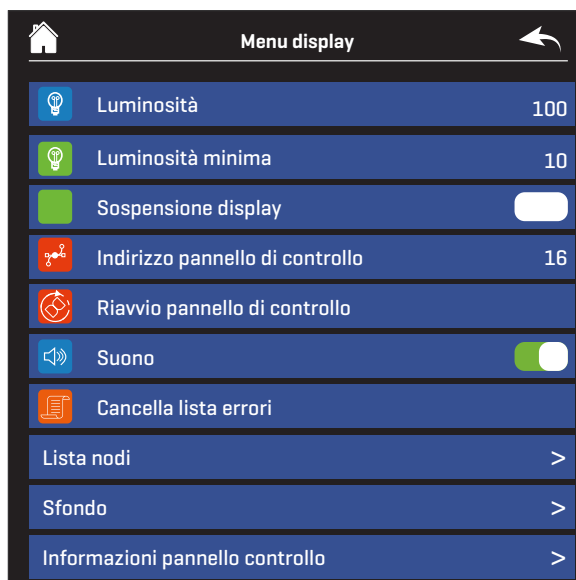 Menu display
Luminosità 100
Luminosità minima 10
Sospensione display
Indirizzo pannello di controllo 16
Riavvio pannello di controllo
Suono
Cancella lista errori
Lista nodi >
Sfondo >
Informazioni pannello controllo >